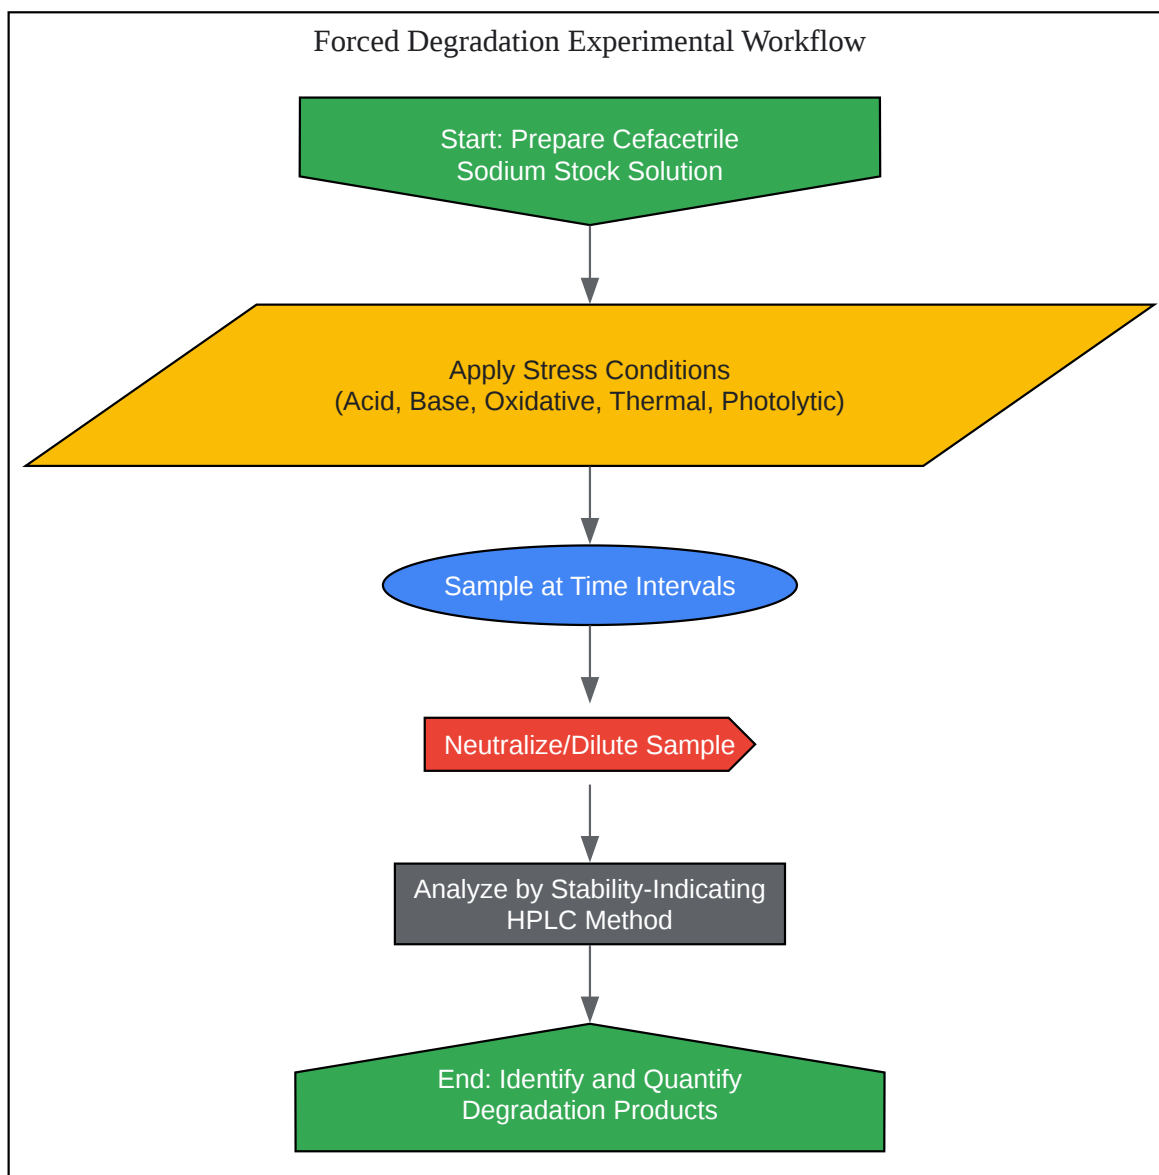 Forced Degradation Experimental Workflow
Start: Prepare Cefacetrile
Sodium Stock Solution
Apply Stress Conditions
(Acid, Base, Oxidative, Thermal, Photolytic)
Sample at Time Intervals
Neutralize/Dilute Sample
Analyze by Stability-Indicating
HPLC Method
End: Identify and Quantify
Degradation Products